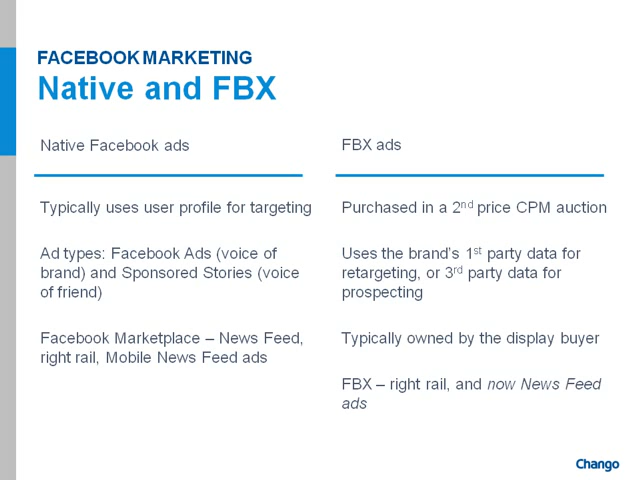 FACEBOOK MARKETING
Native and FBX
Native Facebook ads
Typically uses user profile for targeting
Ad types: Facebook Ads (voice of
brand) and Sponsored Stories (voice
of friend)
Facebook Marketplace – News Feed,
right rail, Mobile News Feed ads
FBX ads
Purchased in a 2nd price CPM auction
Uses the brand’s 1st party data for
retargeting, or 3rd party data for
prospecting
Typically owned by the display buyer
FBX – right rail, and now News Feed
ads
Chango